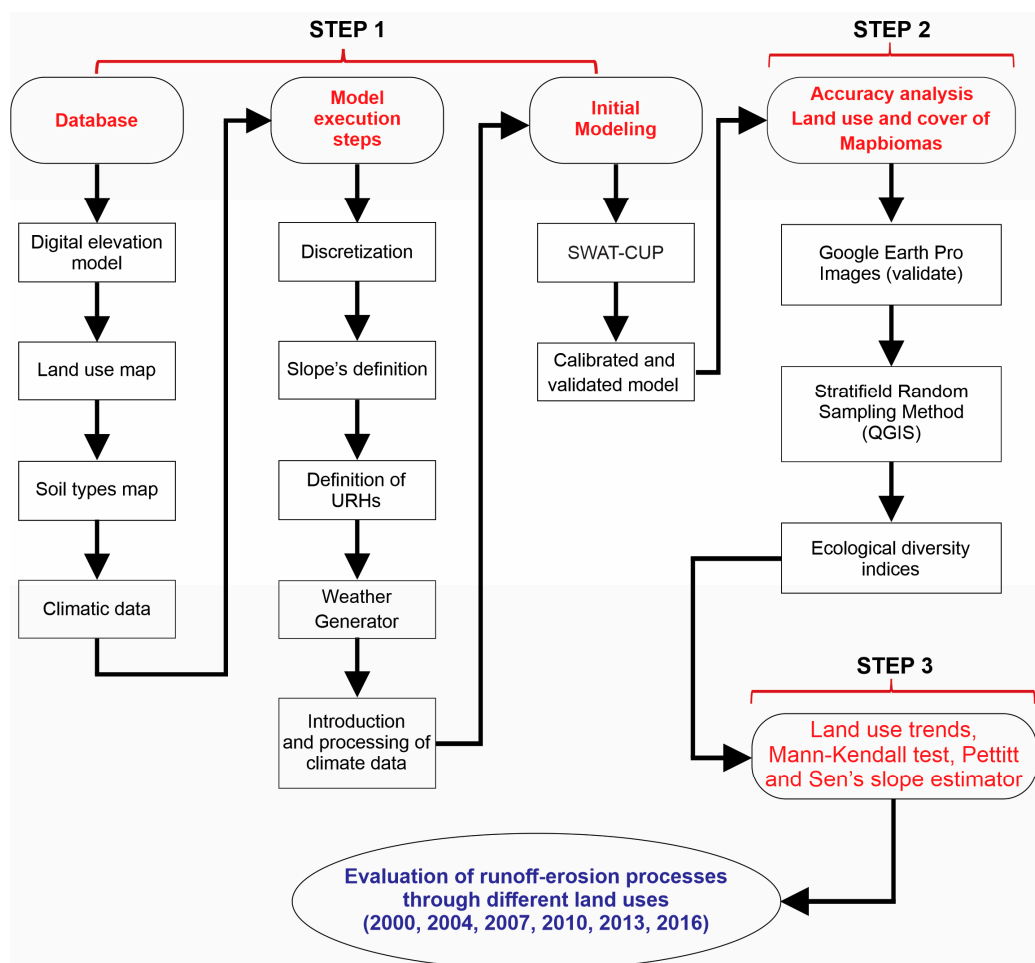 STEP 1
Database
Digital elevation
model
Land use map
Soil types map
Climatic data
Model
execution
steps
Discretization
Slope’s definition
Definition of
URHs
Weather
Generator
Introduction
and processing of
climate data
Initial
Modeling
SWAT-CUP
Calibrated and
validated model
STEP 2
Accuracy analysis
Land use and cover of
Mapbiomas
Google Earth Pro
Images (validate)
Stratifield Random
Sampling Method
(QGIS)
Ecological diversity
indices
STEP 3
Land use trends,
Mann-Kendall test, Pettitt
and Sen’s slope estimator
Evaluation of runoff-erosion processes
through different land uses
(2000, 2004, 2007, 2010, 2013, 2016)